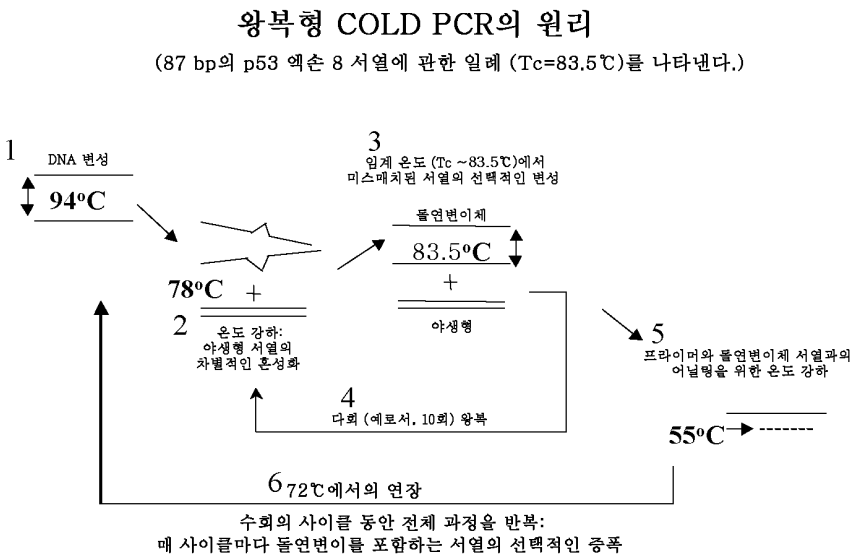 왕복형 COLD PCR의 원리
(87 bp의 p53 엑손 8 서열에 관한 일례 (Tc=83.5℃)를 나타낸다.)
1
DNA 변성
94°C
78°C +
2
온도 강하:
야생형 서열의
차별적인 혼성화
3
임계 온도 (Tc ~83.5℃)에서
미스매치된 서열의 선택적인 변성
돌연변이체
83.5°C
+
야생형
4
다회 (예로서, 10회) 왕복
5
프라이머와 돌연변이체 서열과의
어닐링을 위한 온도 강하
55°C
6 72℃에서의 연장
수회의 사이클 동안 전체 과정을 반복:
매 사이클마다 돌연변이를 포함하는 서열의 선택적인 증폭